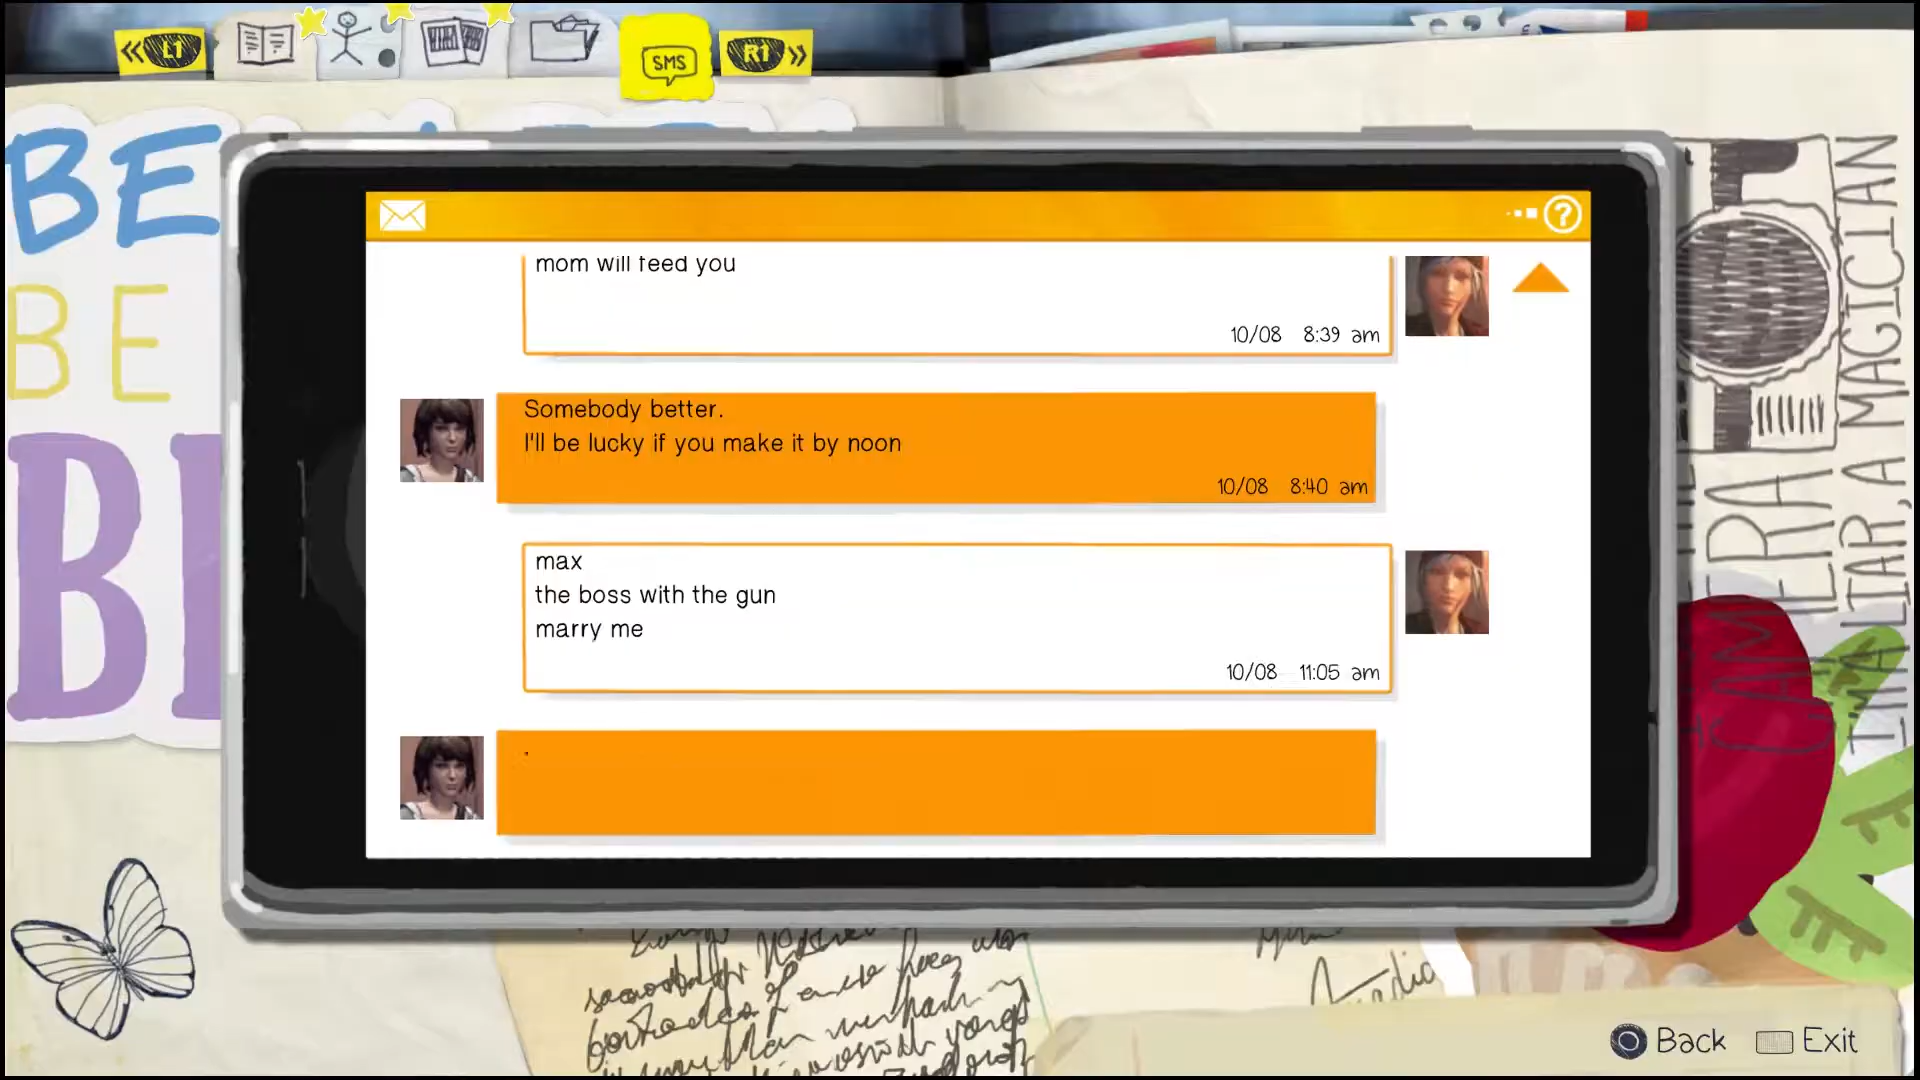 L1
SMS
R1
BE
BE
mom will feed you
10/08 8:39 am
Somebody better.
I'll be lucky if you make it by noon
10/08 8:40 am
max
the boss with the gun
marry me
10/08 11:05 am
.
CAMERA
A MAGICIAN
Back
Exit